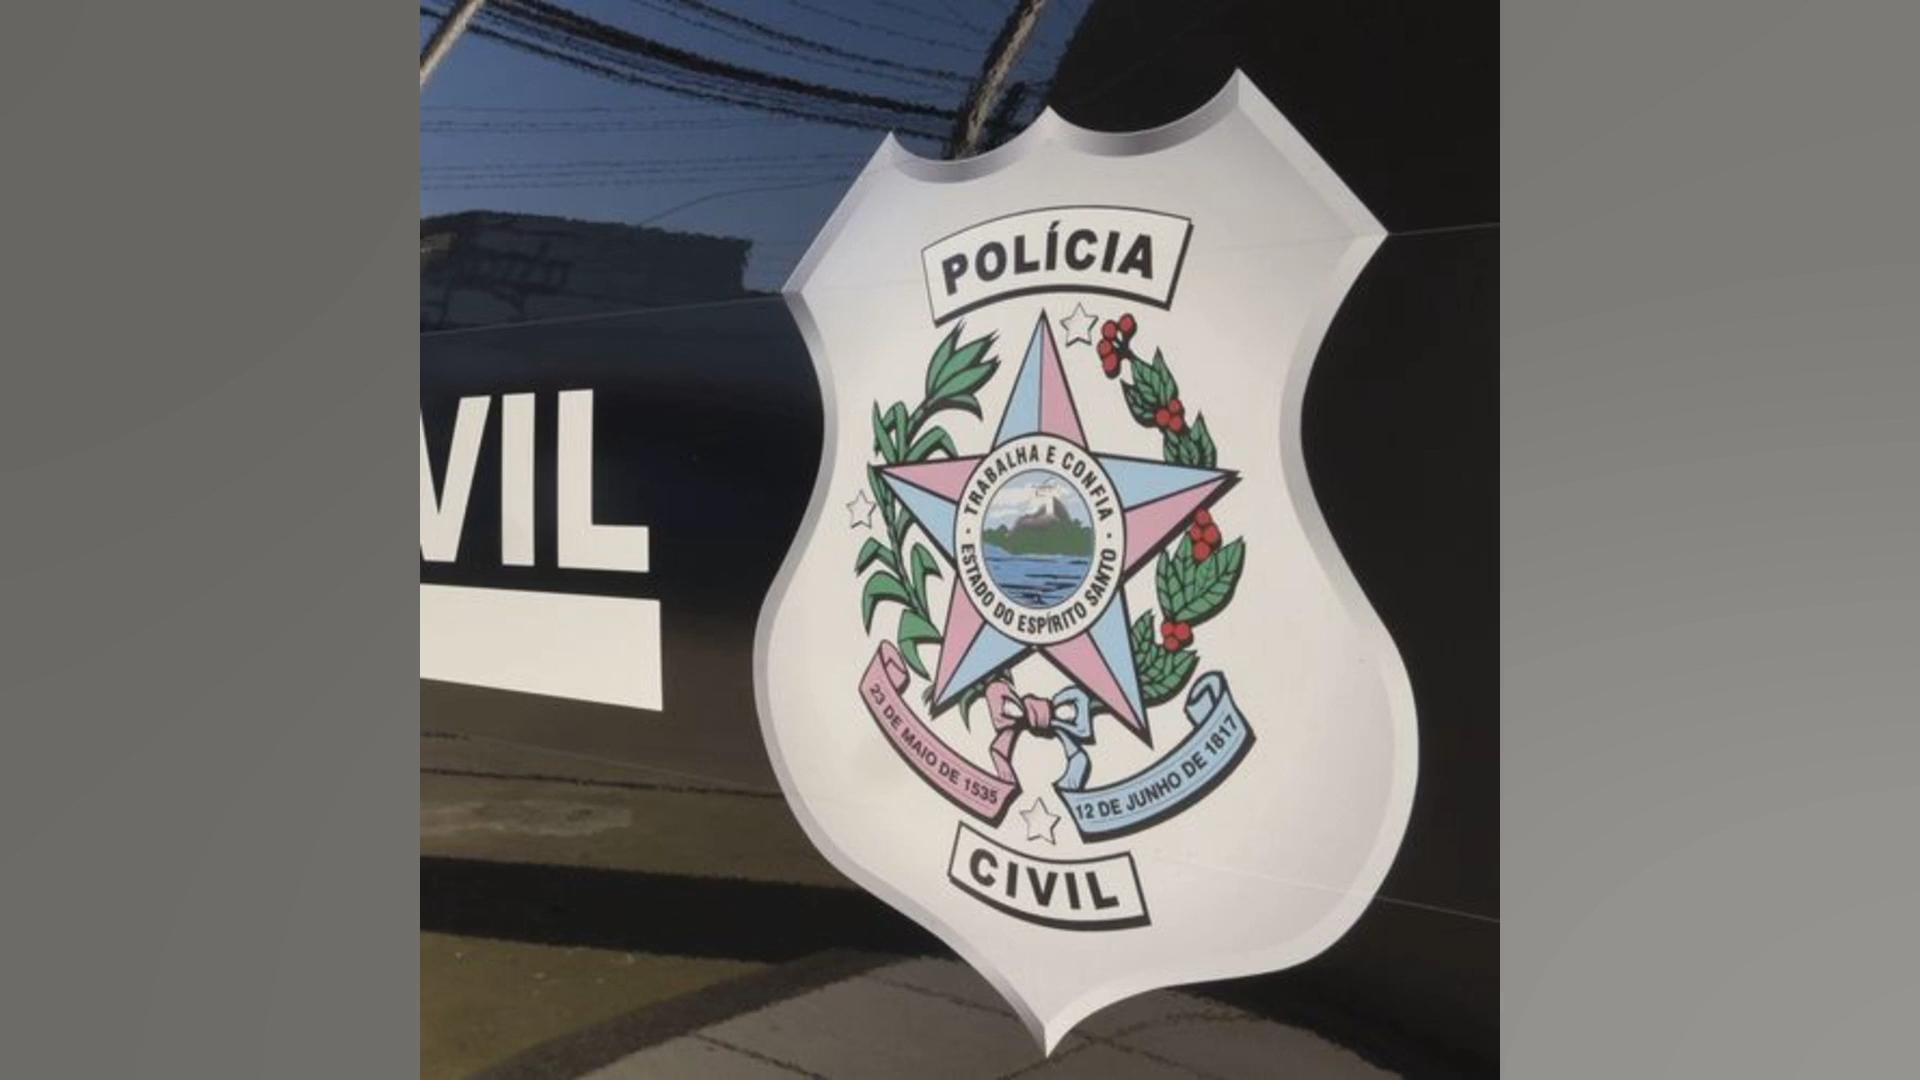 POLÍCIA
TRABALHA E CONFIA
ESTADO DO ESPÍRITO SANTO
23 DE MAIO DE 1535
12 DE JUNHO DE 1817
CIVIL
VIL